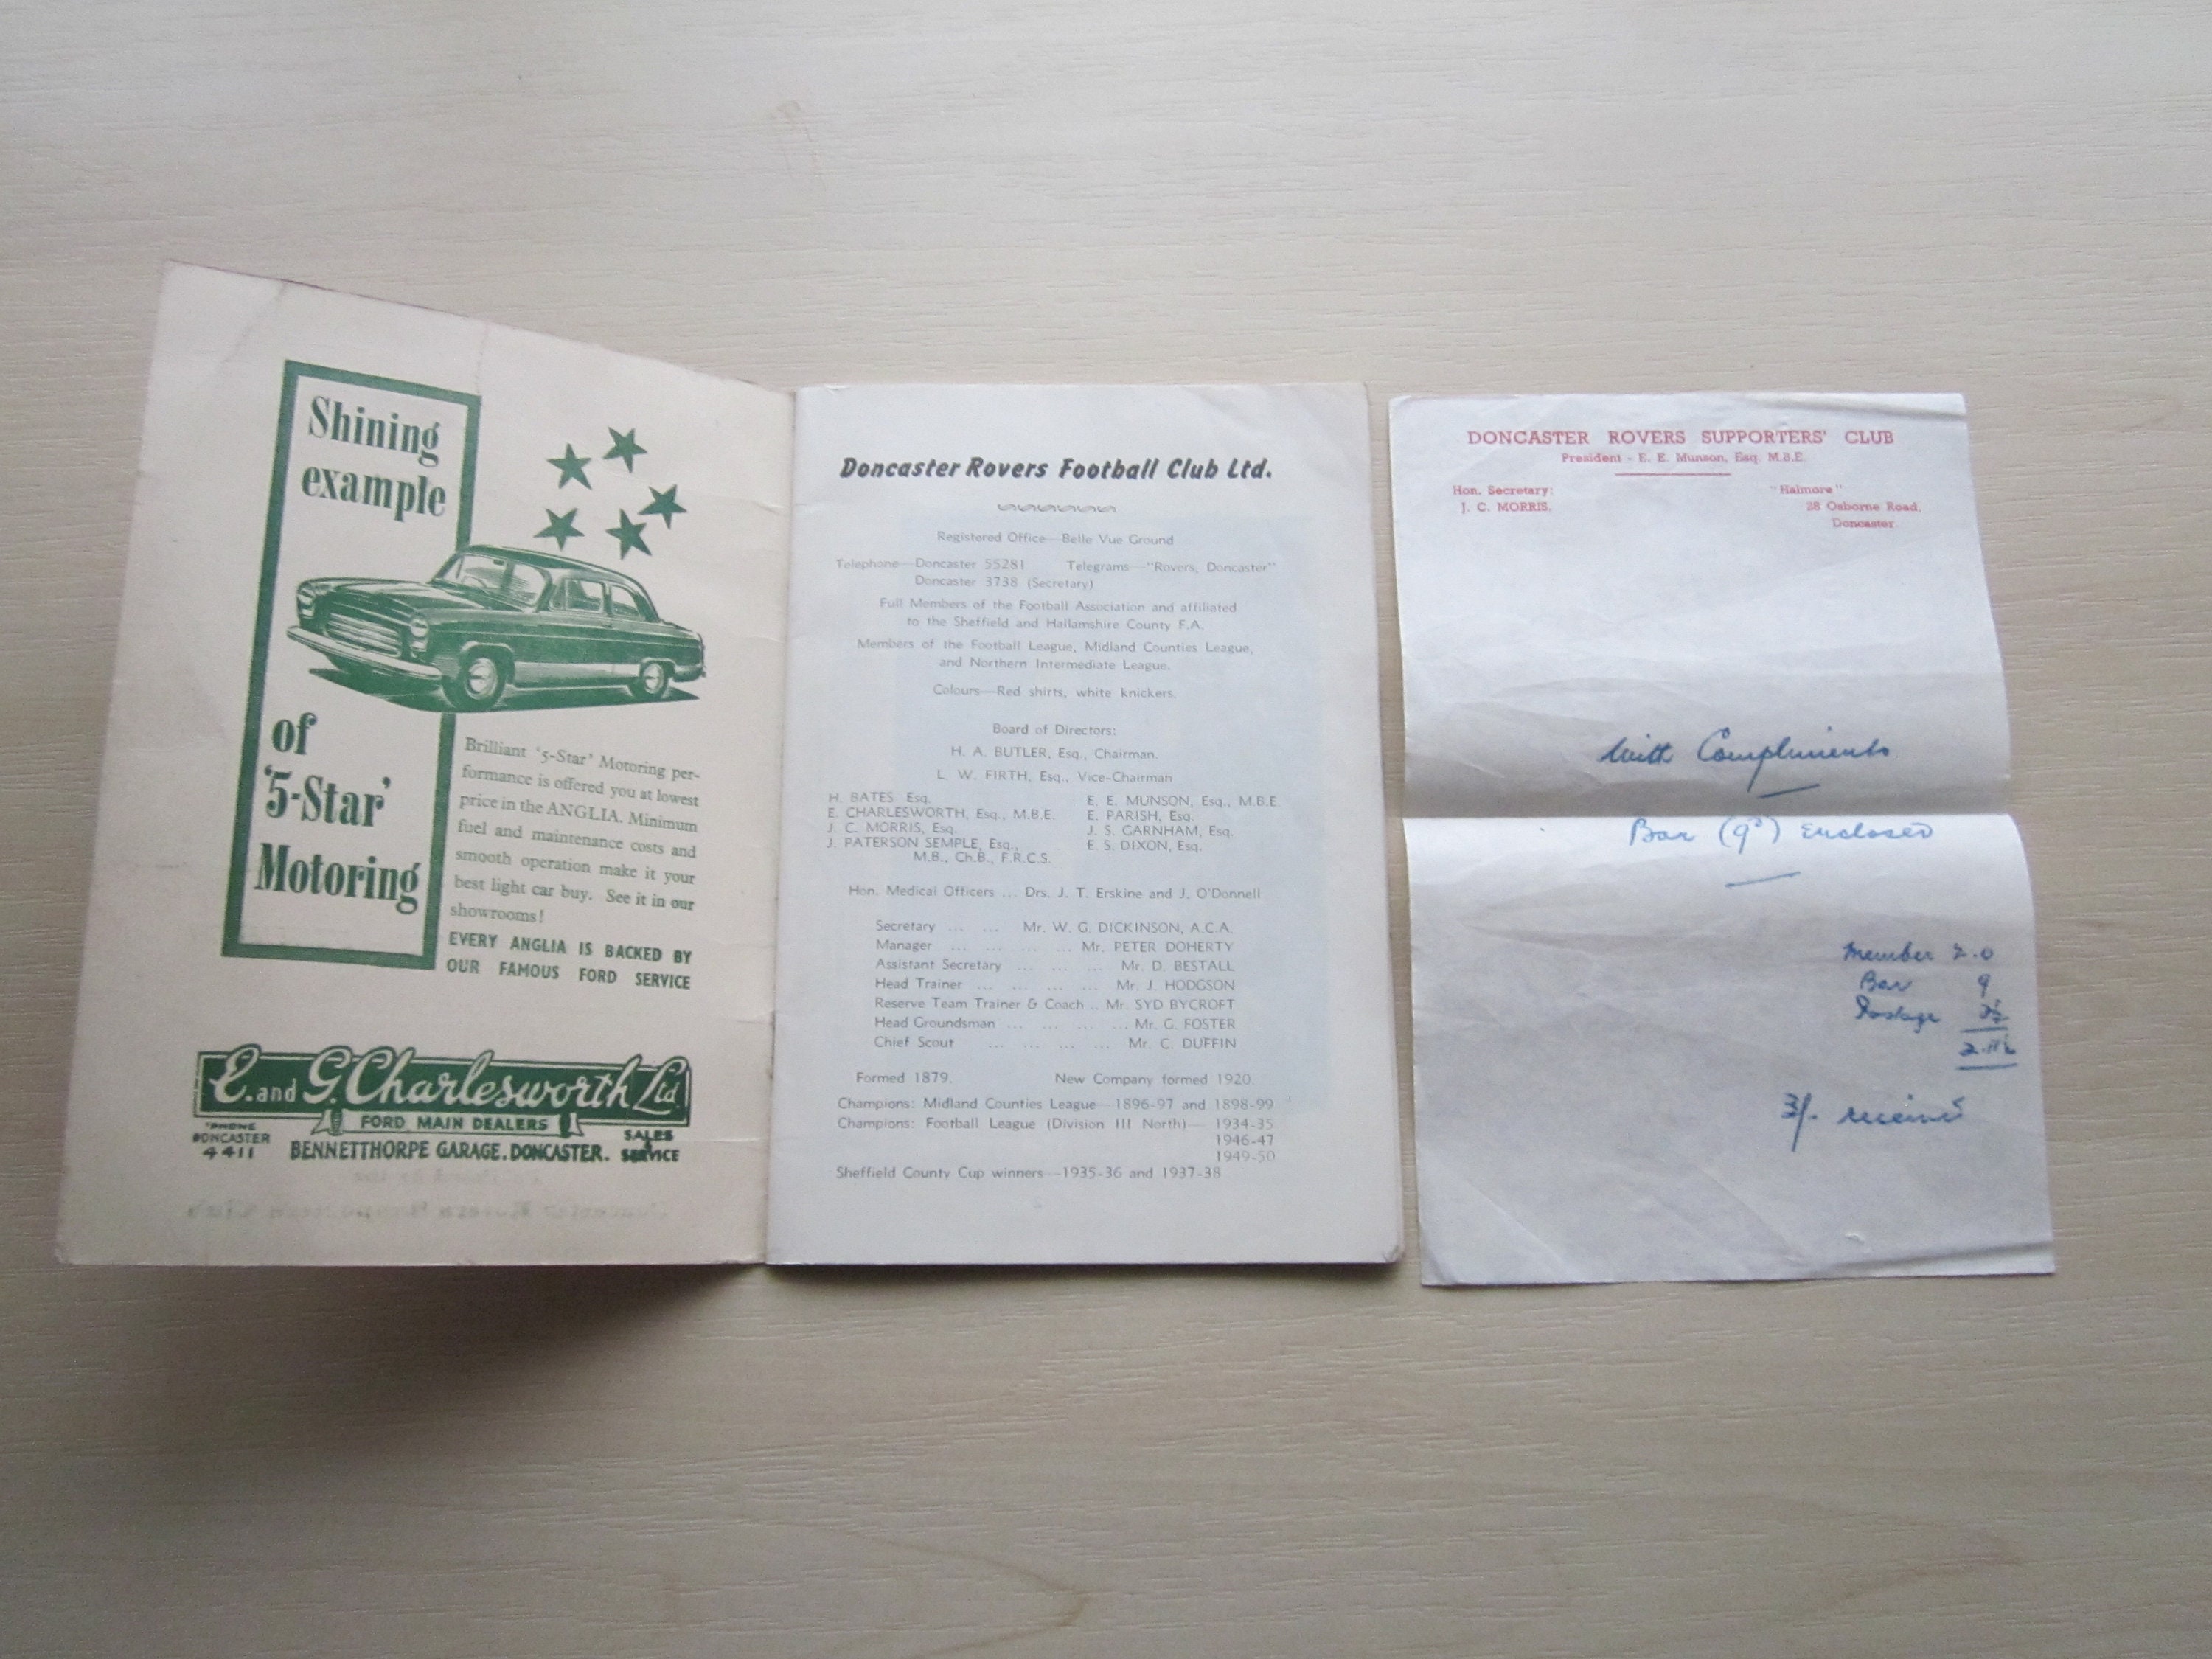 Shining
example
of
'5-Star'
Motoring
Brilliant '5-Star' Motoring per-
formance is offered you at lowest
price in the ANGLIA. Minimum
fuel and maintenance costs and
smooth operation make it your
best light car buy. See it in our
showrooms!
EVERY ANGLIA IS BACKED BY
OUR FAMOUS FORD SERVICE
E. and G. Charlesworth Ltd.
FORD MAIN DEALERS
'PHONE
DONCASTER
4411
BENNETTHORPE GARAGE. DONCASTER.
SALES
&
SERVICE
Doncaster Rovers Football Club Ltd.
Registered Office—Belle Vue Ground
Telephone—Doncaster 55281 Telegrams—"Rovers, Doncaster"
Doncaster 3738 (Secretary)
Full Members of the Football Association and affiliated
to the Sheffield and Hallamshire County F.A.
Members of the Football League, Midland Counties League,
and Northern Intermediate League.
Colours—Red shirts, white knickers.
Board of Directors:
H. A. BUTLER, Esq., Chairman.
L. W. FIRTH, Esq., Vice-Chairman
H. BATES Esq. E. E. MUNSON, Esq., M.B.E.
E. CHARLESWORTH, Esq., M.B.E. E. PARISH, Esq.
J. C. MORRIS, Esq. J. S. GARNHAM, Esq.
J. PATERSON SEMPLE, Esq., E. S. DIXON, Esq.
M.B., Ch.B., F.R.C.S.
Hon. Medical Officers ... Drs. J. T. Erskine and J. O'Donnell
Secretary ... ... Mr. W. G. DICKINSON, A.C.A.
Manager ... ... ... ... Mr. PETER DOHERTY
Assistant Secretary ... ... ... Mr. D. BESTALL
Head Trainer ... ... ... ... Mr. J. HODGSON
Reserve Team Trainer & Coach .. Mr. SYD BYCROFT
Head Groundsman ... ... ... ... Mr. G. FOSTER
Chief Scout ... ... ... ... Mr. C. DUFFIN
Formed 1879. New Company formed 1920.
Champions: Midland Counties League—1896-97 and 1898-99
Champions: Football League (Division III North)—1934-35
1946-47
1949-50
Sheffield County Cup winners—1935-36 and 1937-38
DONCASTER ROVERS SUPPORTERS' CLUB
President - E. E. Munson, Esq. M.B.E.
Hon. Secretary:
J. C. MORRIS.
"Halmore"
28 Osborne Road,
Doncaster.
With Compliments
Bar (9d) Enclosed
Member 2.0
Bar 9
Postage 2½
2.11½
3/- received